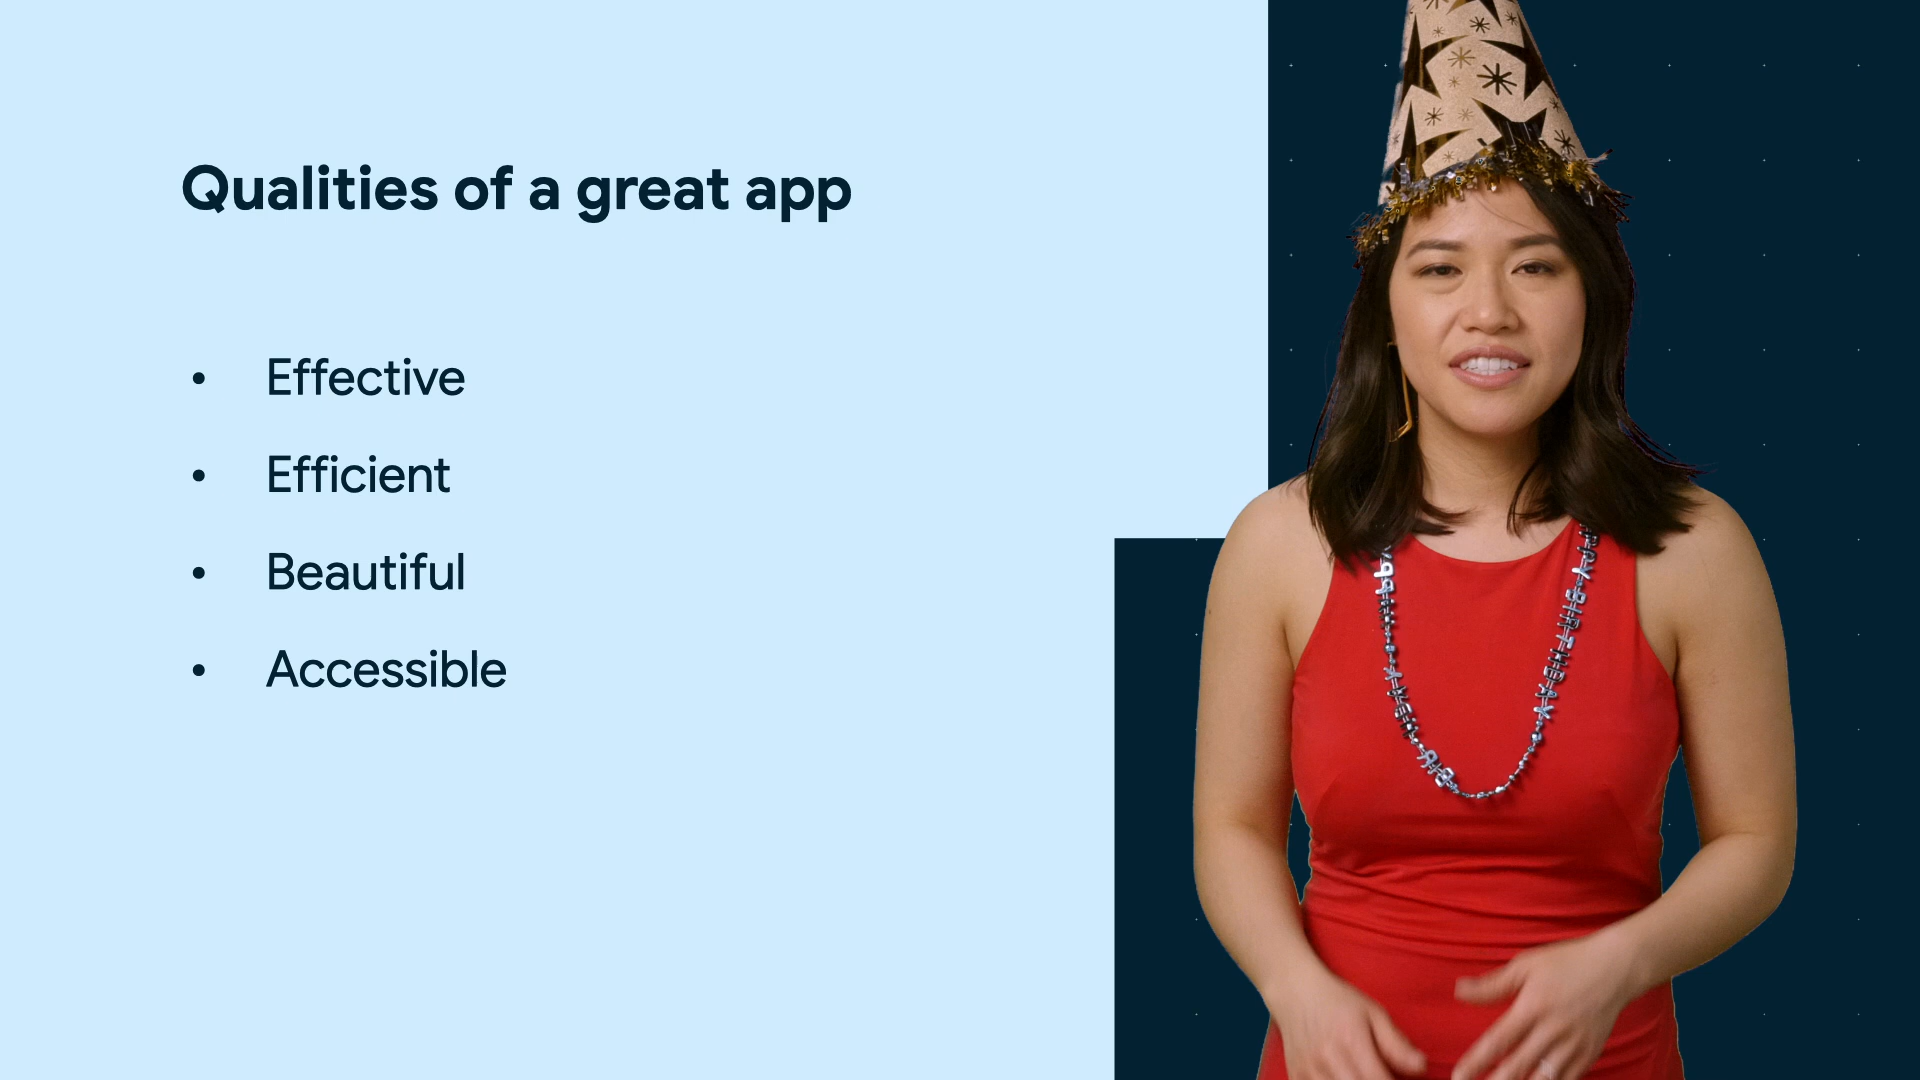 Qualities of a great app
• Effective
• Efficient
• Beautiful
• Accessible